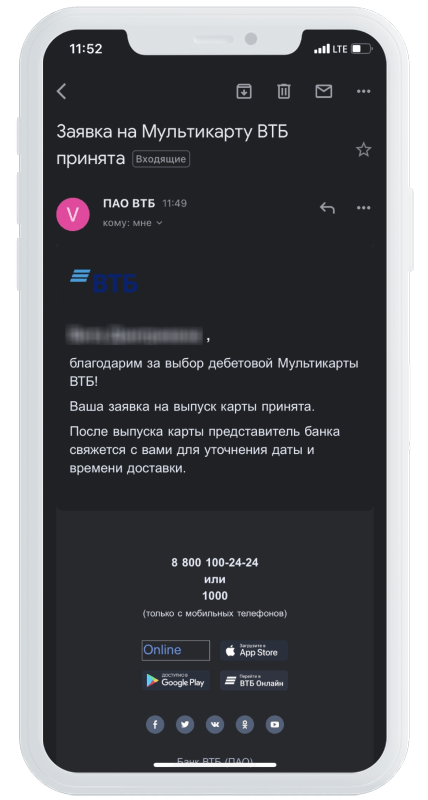 11:52
LTE
Заявка на Мультикарту ВТБ
принята Входящие
V
ПАО ВТБ 11:49
кому: мне
ВТБ
,
благодарим за выбор дебетовой Мультикарты
ВТБ!
Ваша заявка на выпуск карты принята.
После выпуска карты представитель банка
свяжется с вами для уточнения даты и
времени доставки.
8 800 100-24-24
или
1000
(только с мобильных телефонов)
Online
Загрузите в
App Store
ДОСТУПНО В
Google Play
Перейти в
ВТБ Онлайн
Банк ВТБ (ПАО)